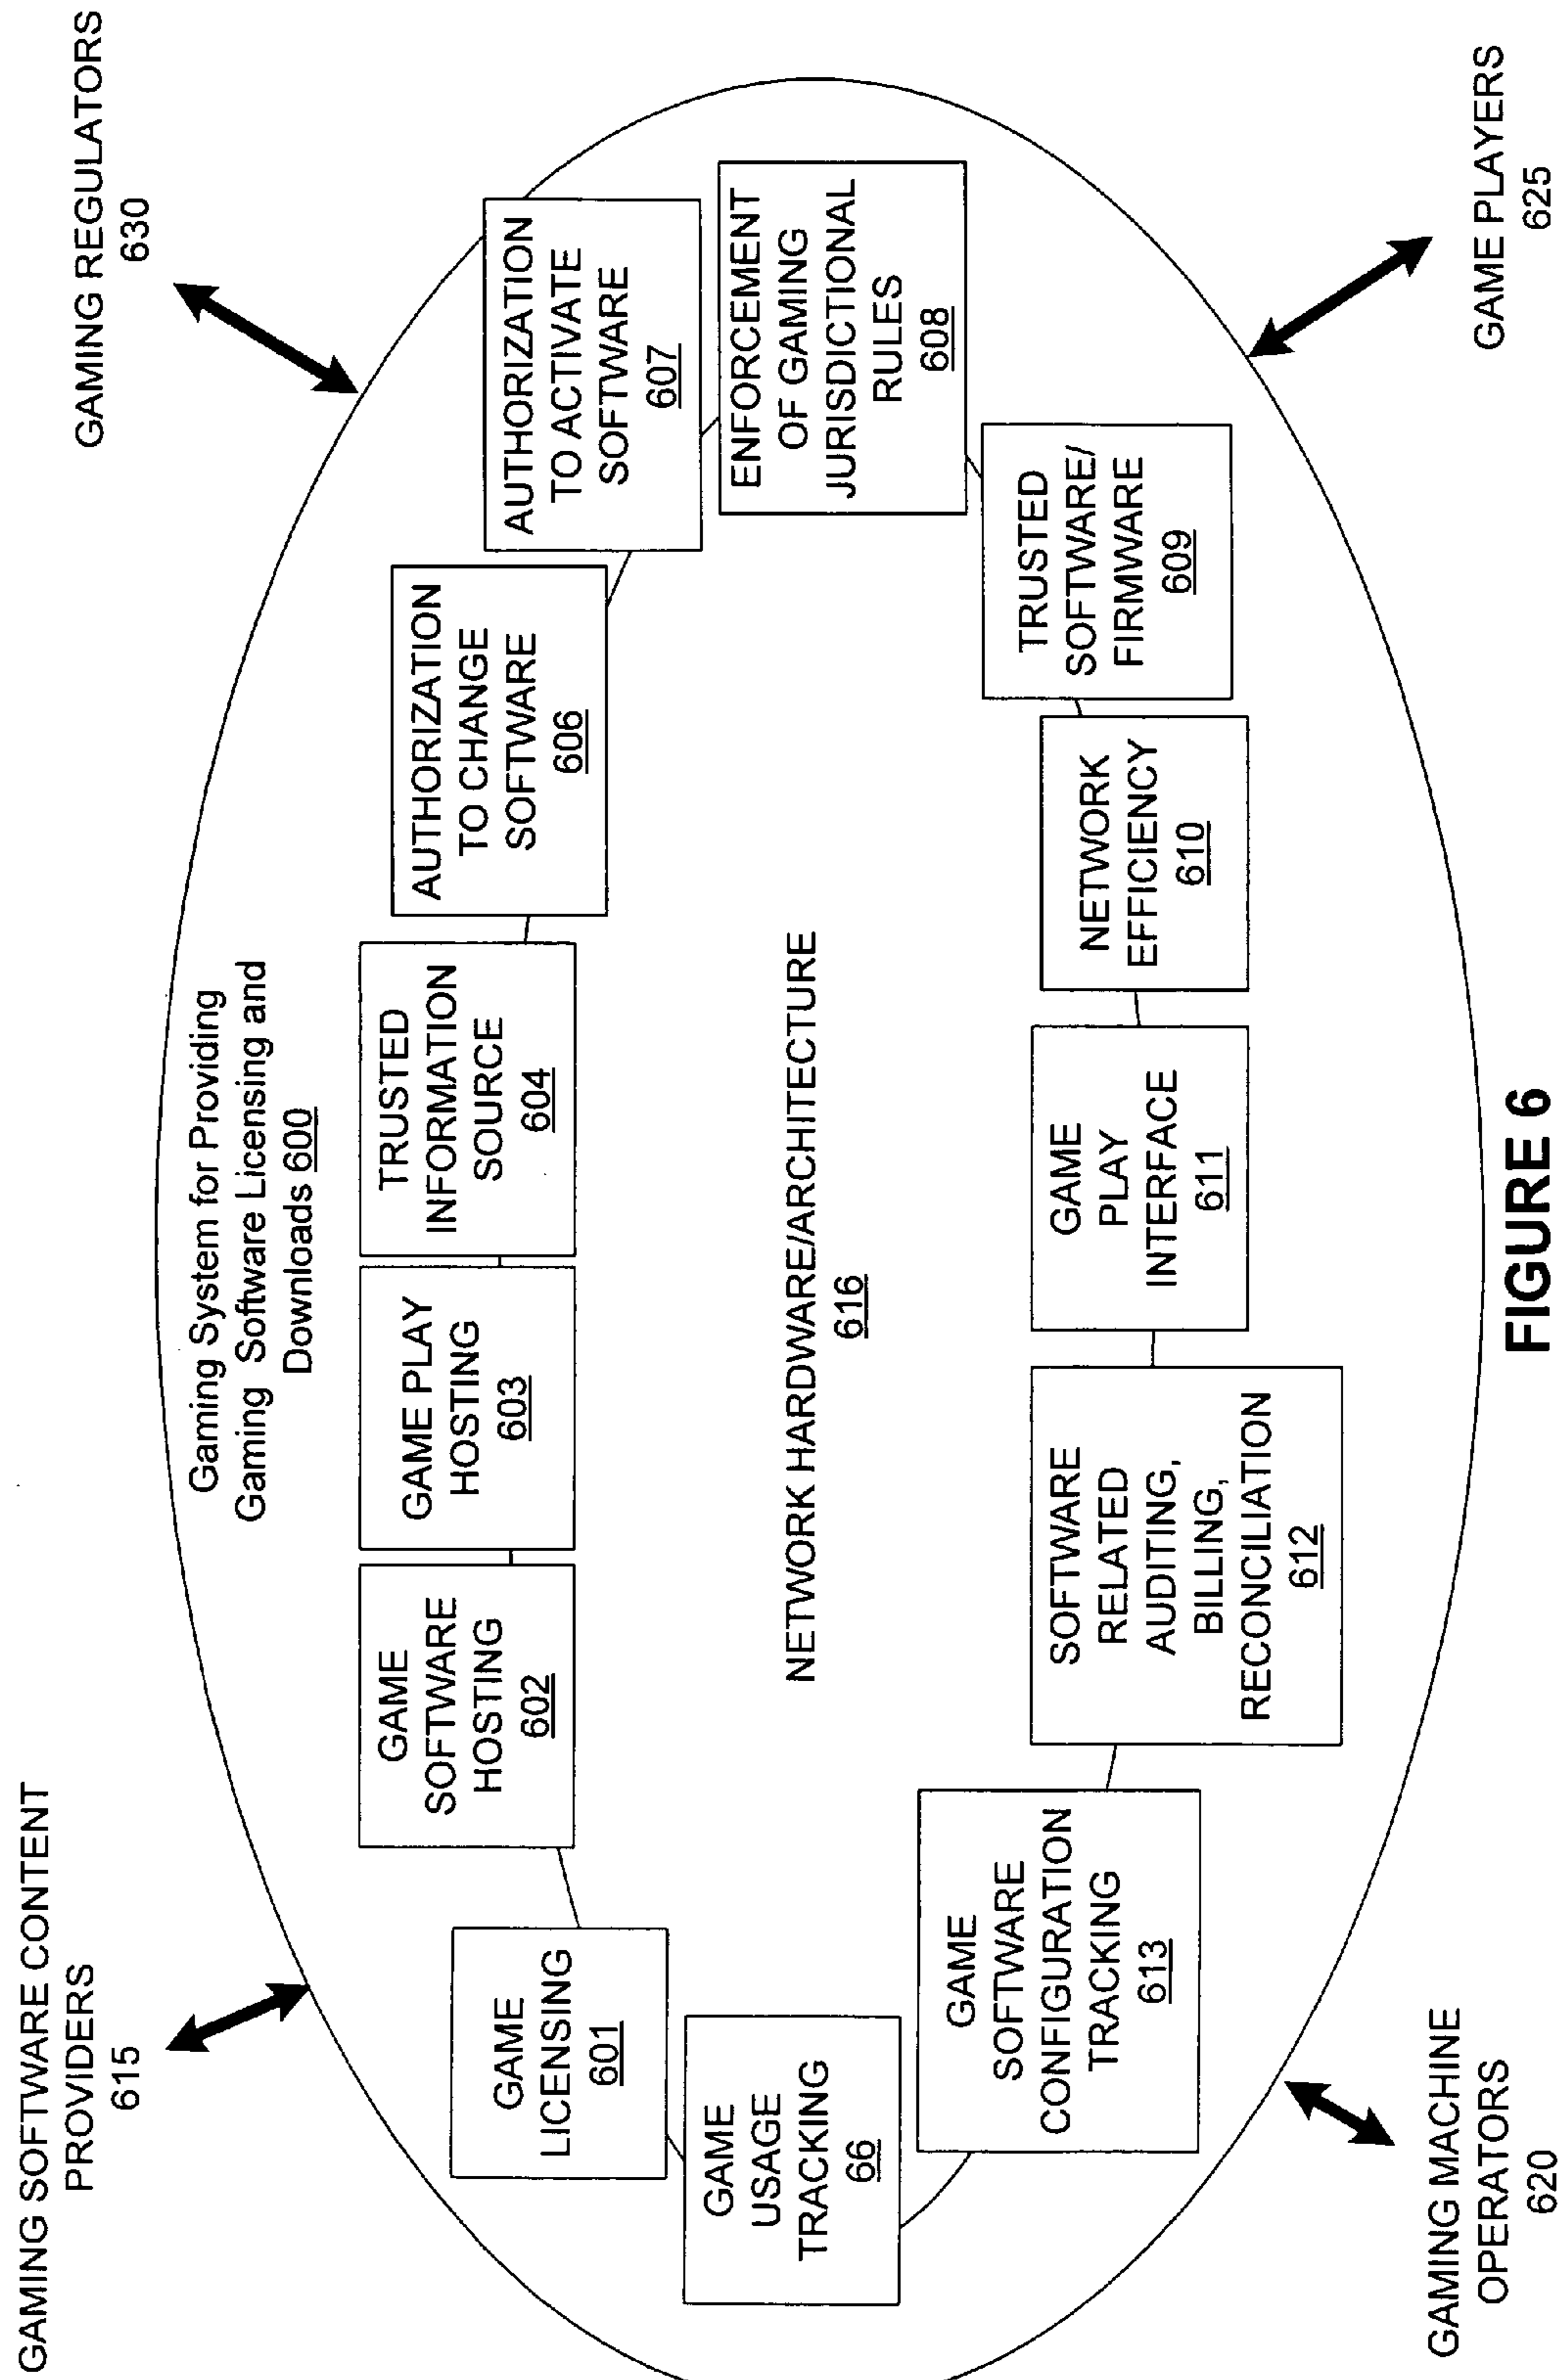 GAMING SOFTWARE CONTENT
PROVIDERS
615
GAMING REGULATORS
630
Gaming System for Providing
Gaming Software Licensing and
Downloads 600
GAME
LICENSING
601
GAME
SOFTWARE
HOSTING
602
GAME PLAY
HOSTING
603
TRUSTED
INFORMATION
SOURCE
604
AUTHORIZATION
TO CHANGE
SOFTWARE
606
AUTHORIZATION
TO ACTIVATE
SOFTWARE
607
ENFORCEMENT
OF GAMING
JURISDICTIONAL
RULES
608
NETWORK HARDWARE/ARCHITECTURE
616
GAME
USAGE
TRACKING
66
GAME
SOFTWARE
CONFIGURATION
TRACKING
613
SOFTWARE
RELATED
AUDITING,
BILLING,
RECONCILIATION
612
GAME
PLAY
INTERFACE
611
NETWORK
EFFICIENCY
610
TRUSTED
SOFTWARE/
FIRMWARE
609
GAMING MACHINE
OPERATORS
620
GAME PLAYERS
625
FIGURE 6